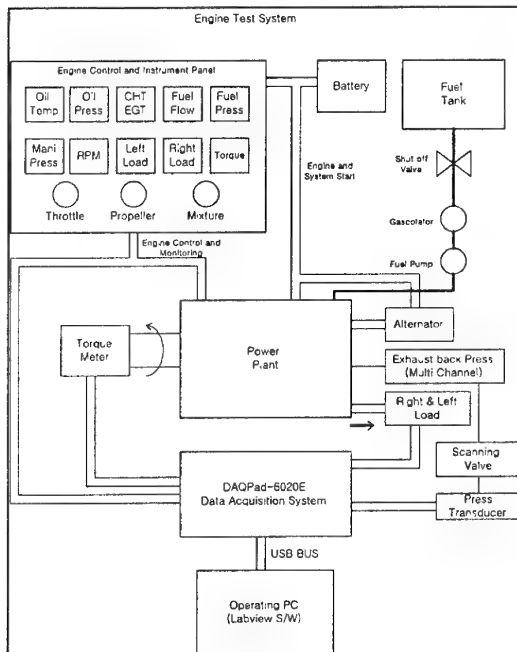 Engine Test System
Engine Control and Instrument Panel
Oil
Temp
Oil
Press
CHT
EGT
Fuel
Flow
Fuel
Press
Mani
Press
RPM
Left
Load
Right
Load
Torque
Throttle
Propeller
Mixture
Battery
Fuel
Tank
Engine and
System Start
Shut off
Valve
Gascolator
Fuel Pump
Engine Control and
Monitoring
Alternator
Torque
Meter
Power
Plant
Exhaust back Press
(Multi Channel)
Right & Left
Load
Scanning
Valve
DAQPad-6020E
Data Acquisition System
Press
Transducer
USB BUS
Operating PC
(Labview S/W)